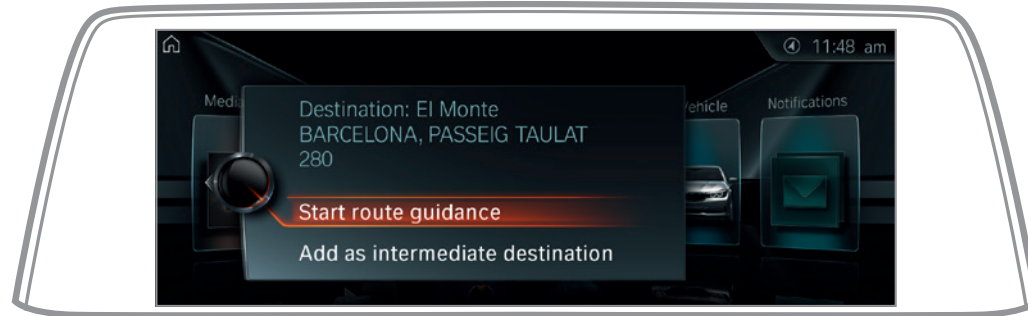 11:48 am
Media
Vehicle
Notifications
Destination: El Monte
BARCELONA, PASSEIG TAULAT
280
Start route guidance
Add as intermediate destination